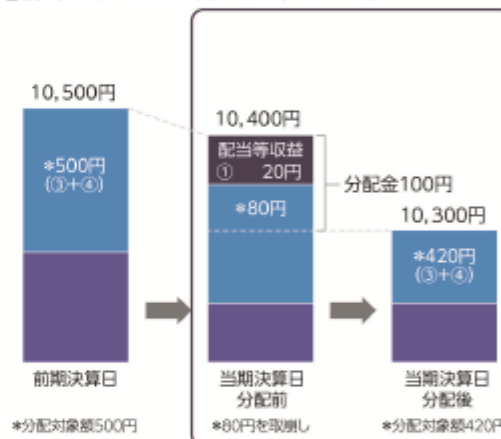 10,500円
*500円
(③+④)
前期決算日
*分配対象額500円
10,400円
配当等収益
① 20円
*80円
分配金100円
当期決算日
分配前
*80円を取崩し
10,300円
*420円
(③+④)
当期決算日
分配後
*分配対象額420円